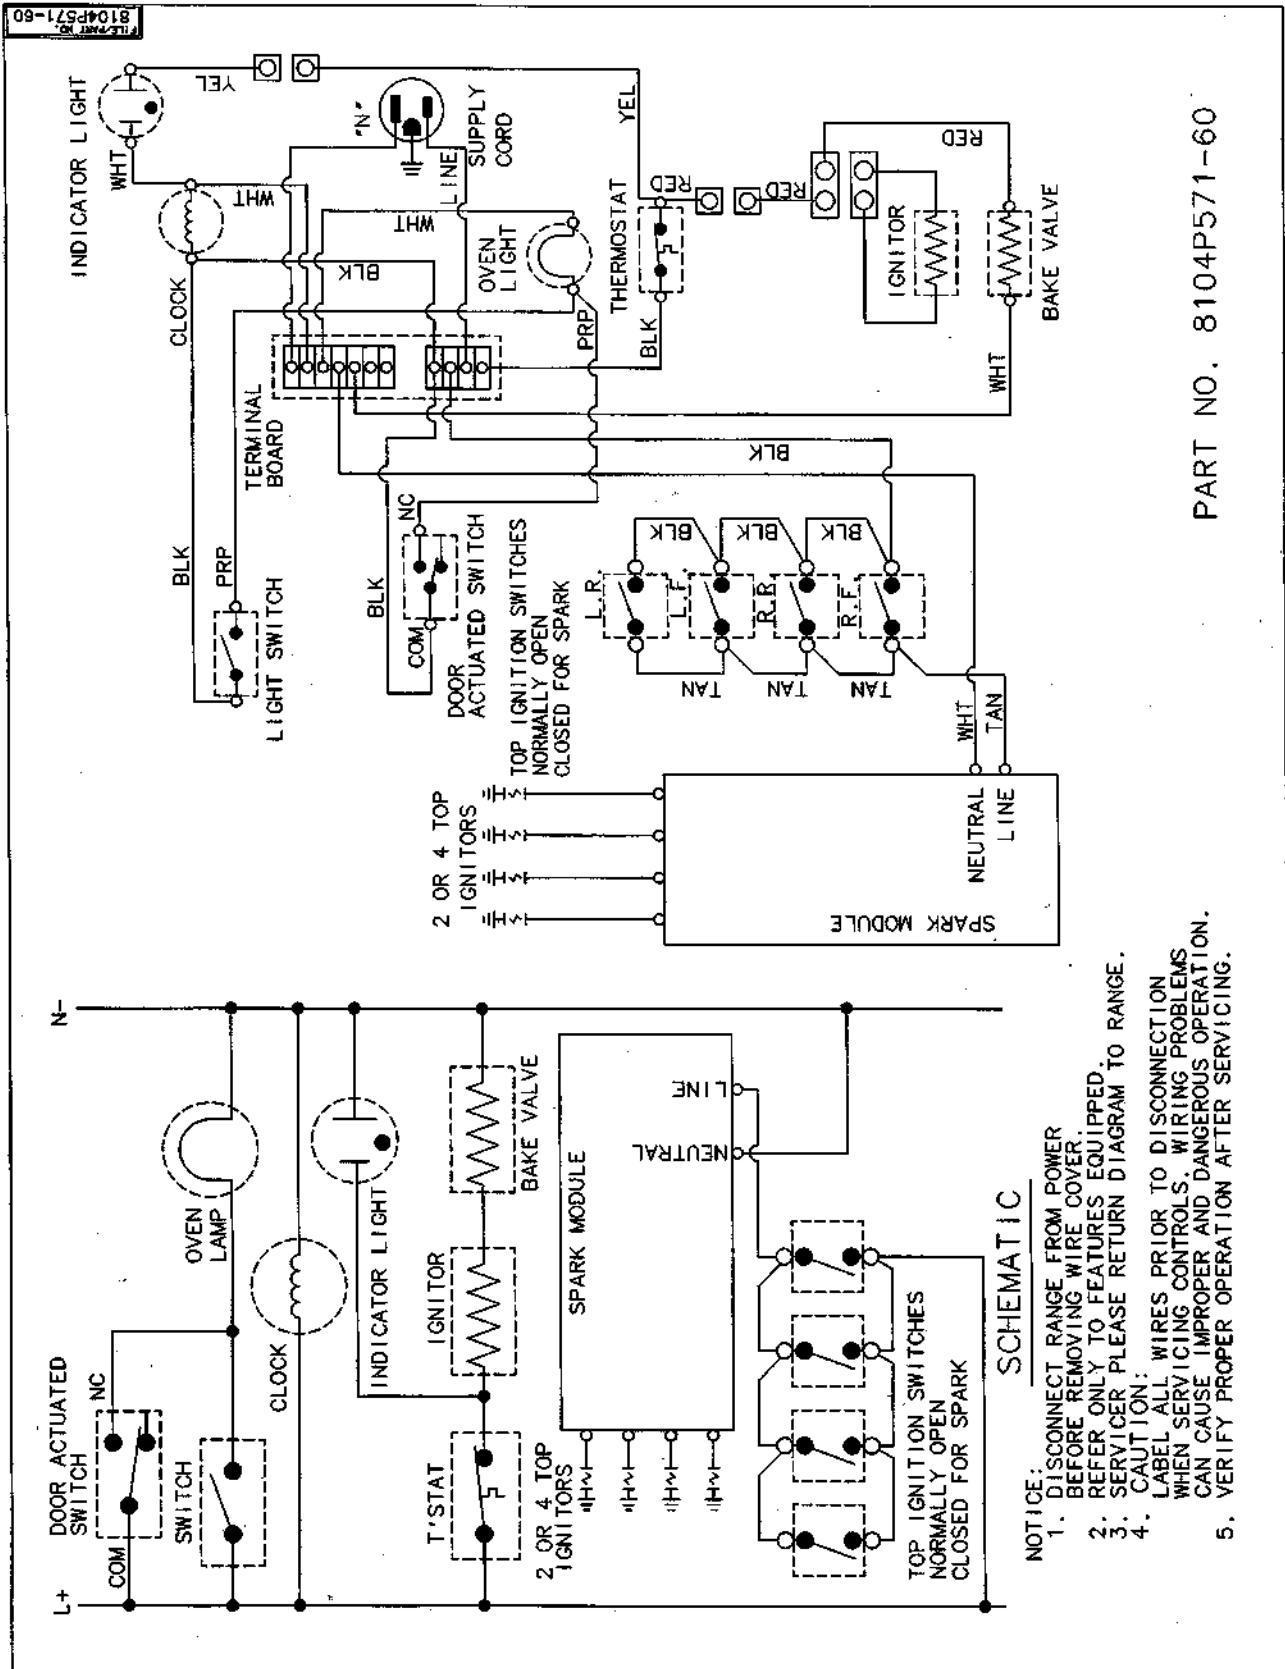 FILE/PART NO.
8104P571-60
INDICATOR LIGHT
WHT
YEL
"N"
SUPPLY
CORD
LINE
WHT
WHT
CLOCK
BLK
OVEN
LIGHT
THERMOSTAT
YEL
RED
RED
RED
IGNITOR
BAKE VALVE
PRP
BLK
WHT
TERMINAL
BOARD
BLK
BLK
PRP
LIGHT SWITCH
BLK
NC
COM
DOOR
ACTUATED SWITCH
TOP IGNITION SWITCHES
NORMALLY OPEN
CLOSED FOR SPARK
L.R.
L.F.
R.R.
R.F.
BLK
BLK
BLK
TAN
TAN
TAN
WHT
TAN
2 OR 4 TOP
IGNITORS
NEUTRAL
LINE
SPARK MODULE
PART NO. 8104P571-60
N-
L+
DOOR ACTUATED
SWITCH
NC
COM
SWITCH
OVEN
LAMP
CLOCK
INDICATOR LIGHT
T'STAT
IGNITOR
BAKE VALVE
2 OR 4 TOP
IGNITORS
SPARK MODULE
LINE
NEUTRAL
TOP IGNITION SWITCHES
NORMALLY OPEN
CLOSED FOR SPARK
SCHEMATIC
NOTICE:
1. DISCONNECT RANGE FROM POWER
BEFORE REMOVING WIRE COVER.
2. REFER ONLY TO FEATURES EQUIPPED.
3. SERVICER PLEASE RETURN DIAGRAM TO RANGE.
4. CAUTION:
LABEL ALL WIRES PRIOR TO DISCONNECTION
WHEN SERVICING CONTROLS. WIRING PROBLEMS
CAN CAUSE IMPROPER AND DANGEROUS OPERATION.
5. VERIFY PROPER OPERATION AFTER SERVICING.